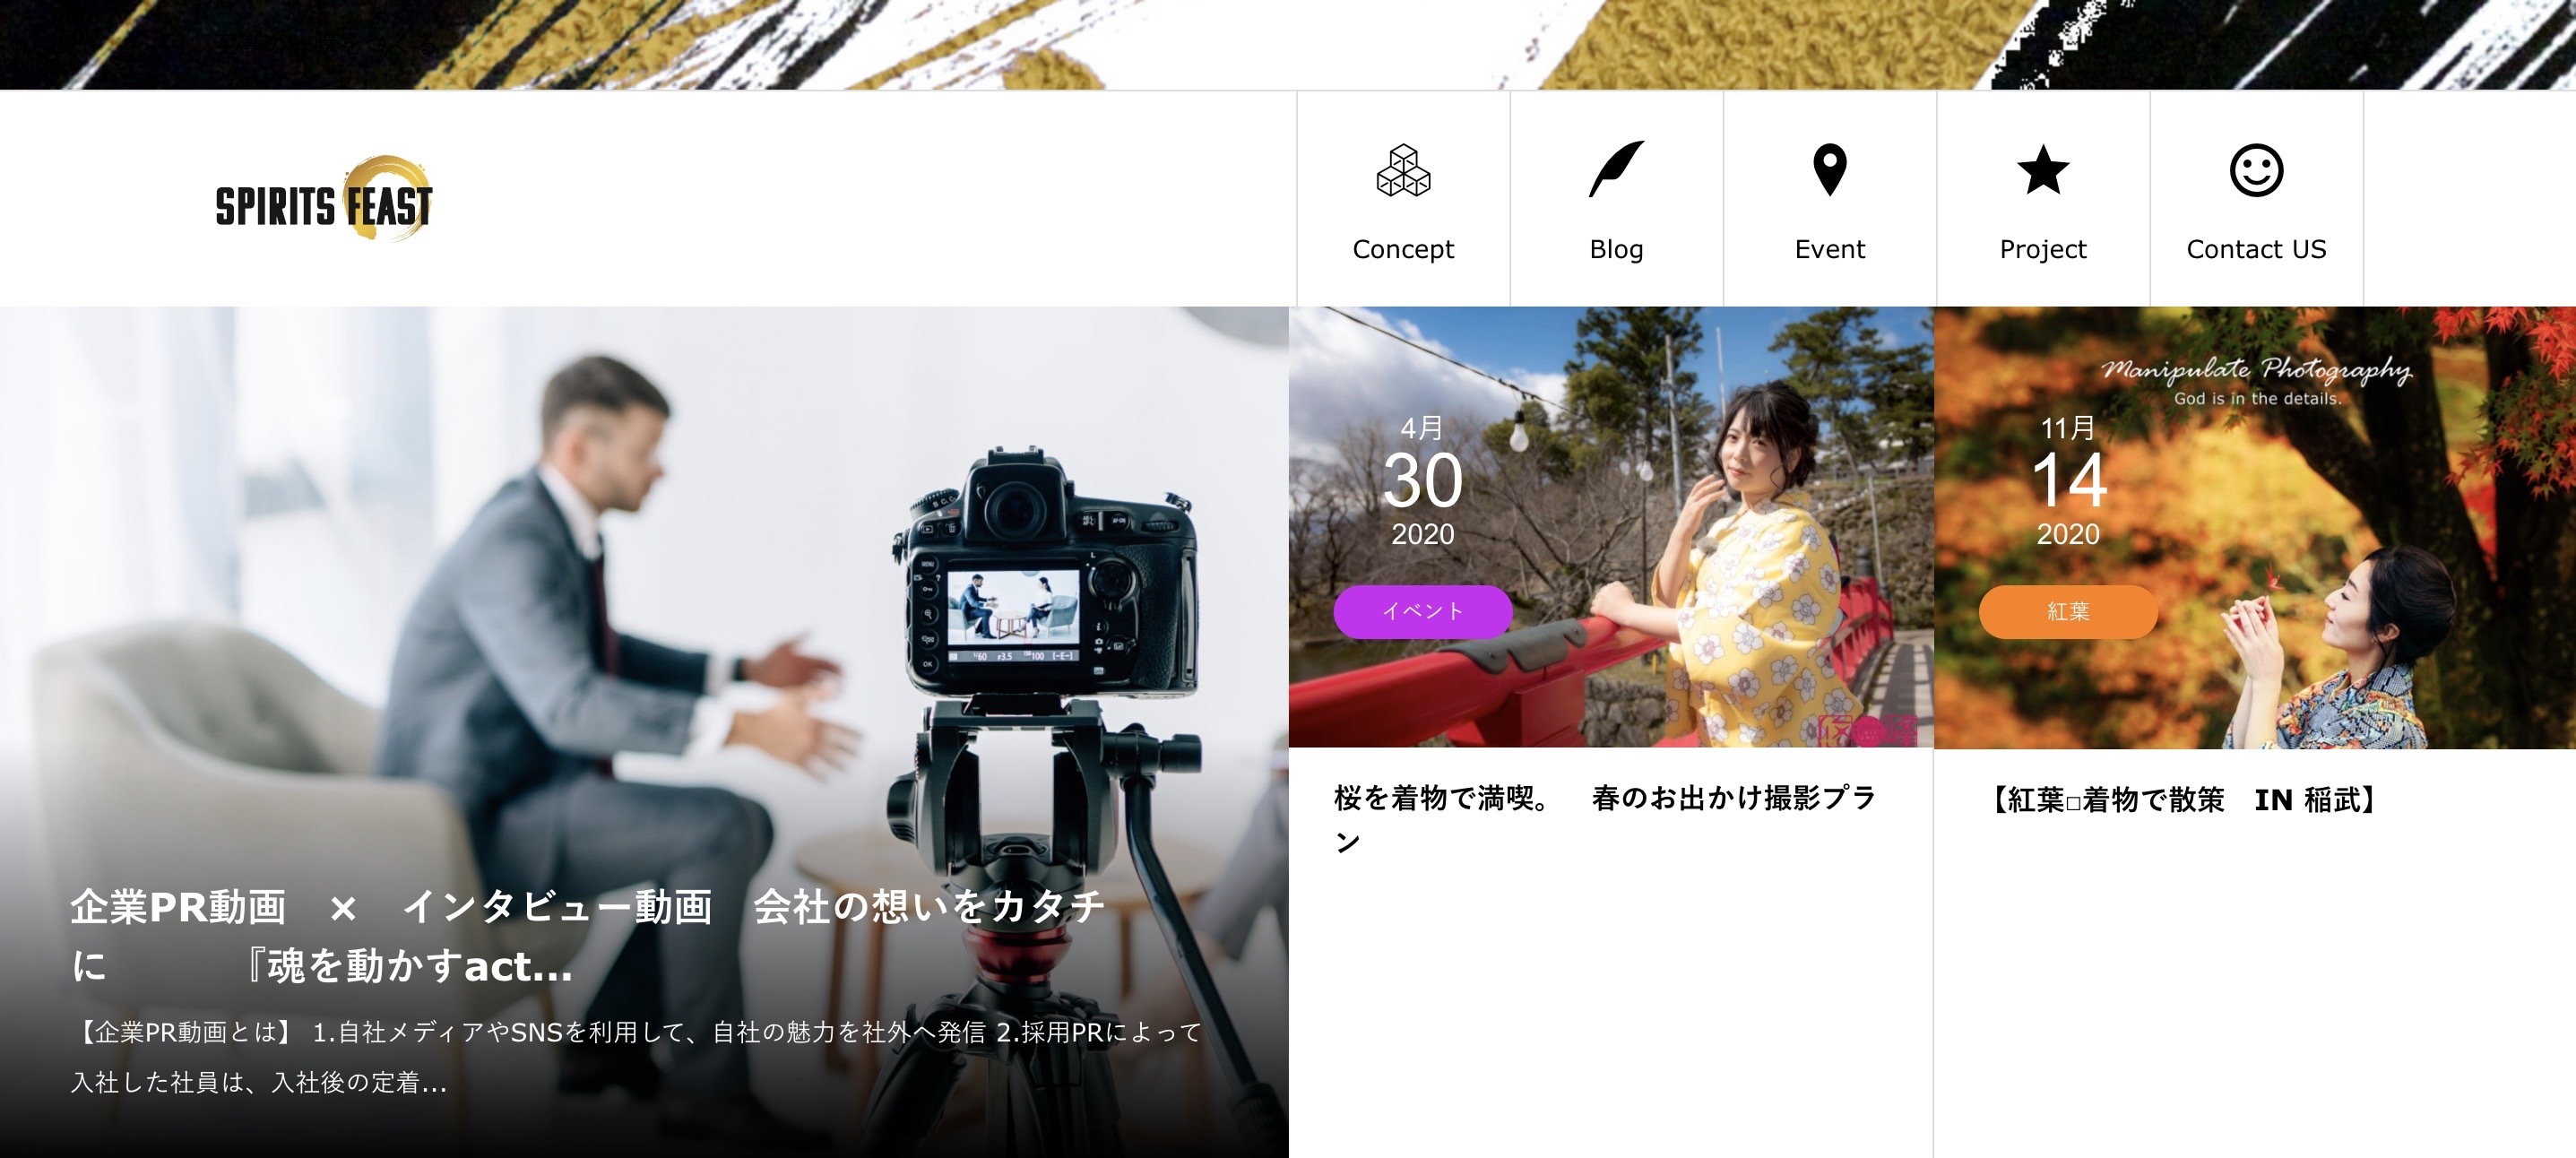 SPIRITS FEAST
Concept
Blog
Event
Project
Contact US
企業PR動画　×　インタビュー動画　会社の想いをカタチ
に　　　『魂を動かすact...
【企業PR動画とは】 1.自社メディアやSNSを利用して、自社の魅力を社外へ発信 2.採用PRによって
入社した社員は、入社後の定着...
4月
30
2020
イベント
桜を着物で満喫。　春のお出かけ撮影プラ
ン
Manipulate Photography
God is in the details.
11月
14
2020
紅葉
【紅葉□着物で散策　IN 稲武】